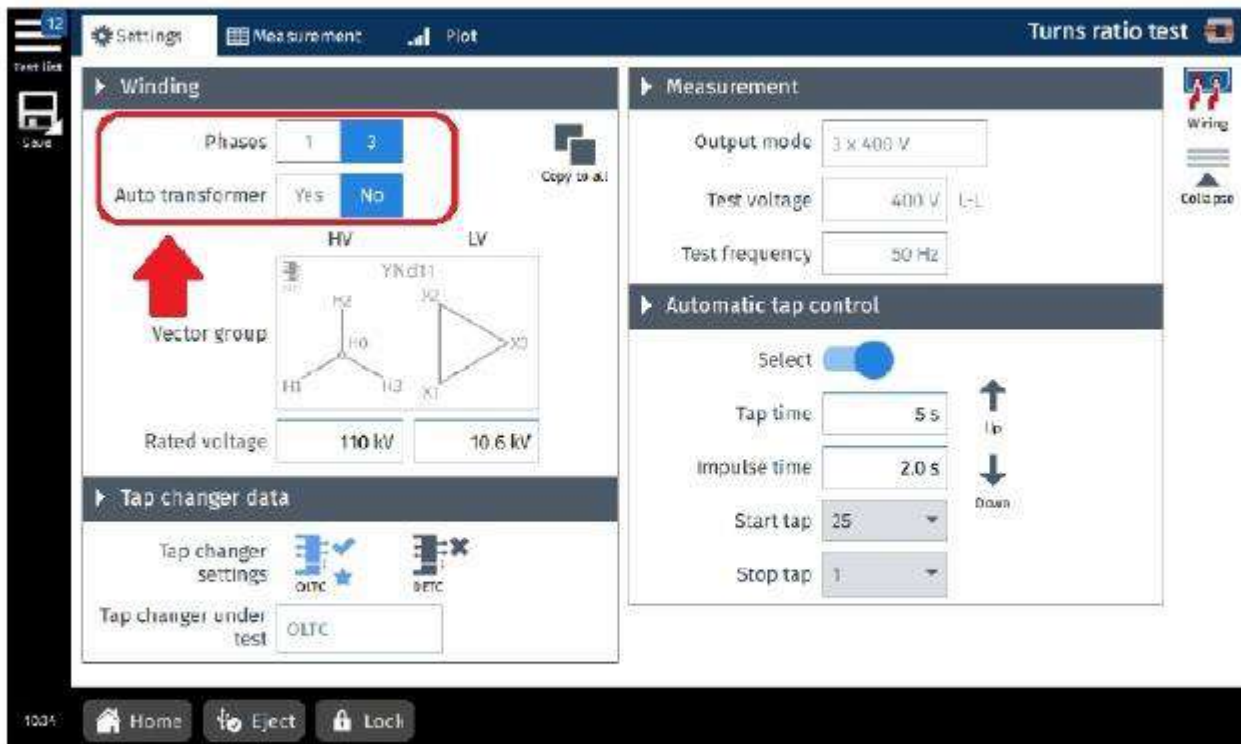 12
Settings
Measurement
Plot
Turns ratio test
Test list
Save
Winding
Phases 1 3
Auto transformer Yes No
Copy to all
HV LV
YNd11
Vector group
H2 X2
H0 X3
H1 H3 X1
Rated voltage 110 kV 10.6 kV
Tap changer data
Tap changer
settings
OLTC DETC
Tap changer under
test
OLTC
Measurement
Output mode 3 x 400 V
Test voltage 400 V L-L
Test frequency 50 Hz
Automatic tap control
Select
Tap time 5 s
Impulse time 2.0 s
Start tap 25
Stop tap 1
Up
Down
Wiring
Collapse
Home
Eject
Lock